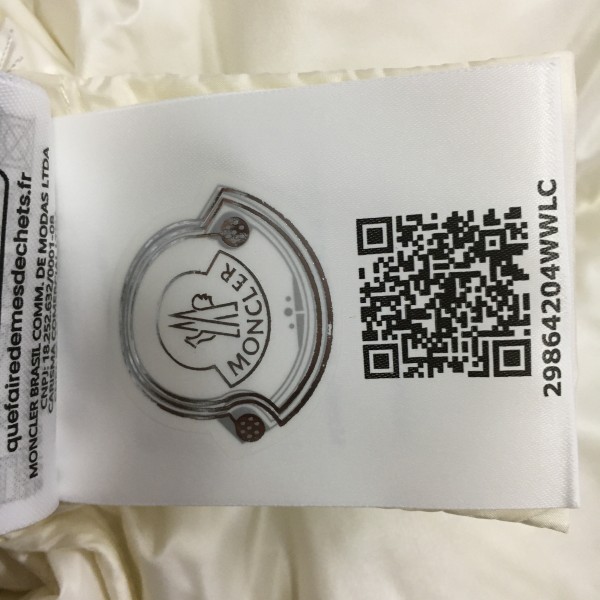 quefairedemesdechets.fr
MONCLER BRASIL COMM. DE MODAS LTDA
CNPJ: 18.252.632/0001-08
MONCLER
29864204WWLC